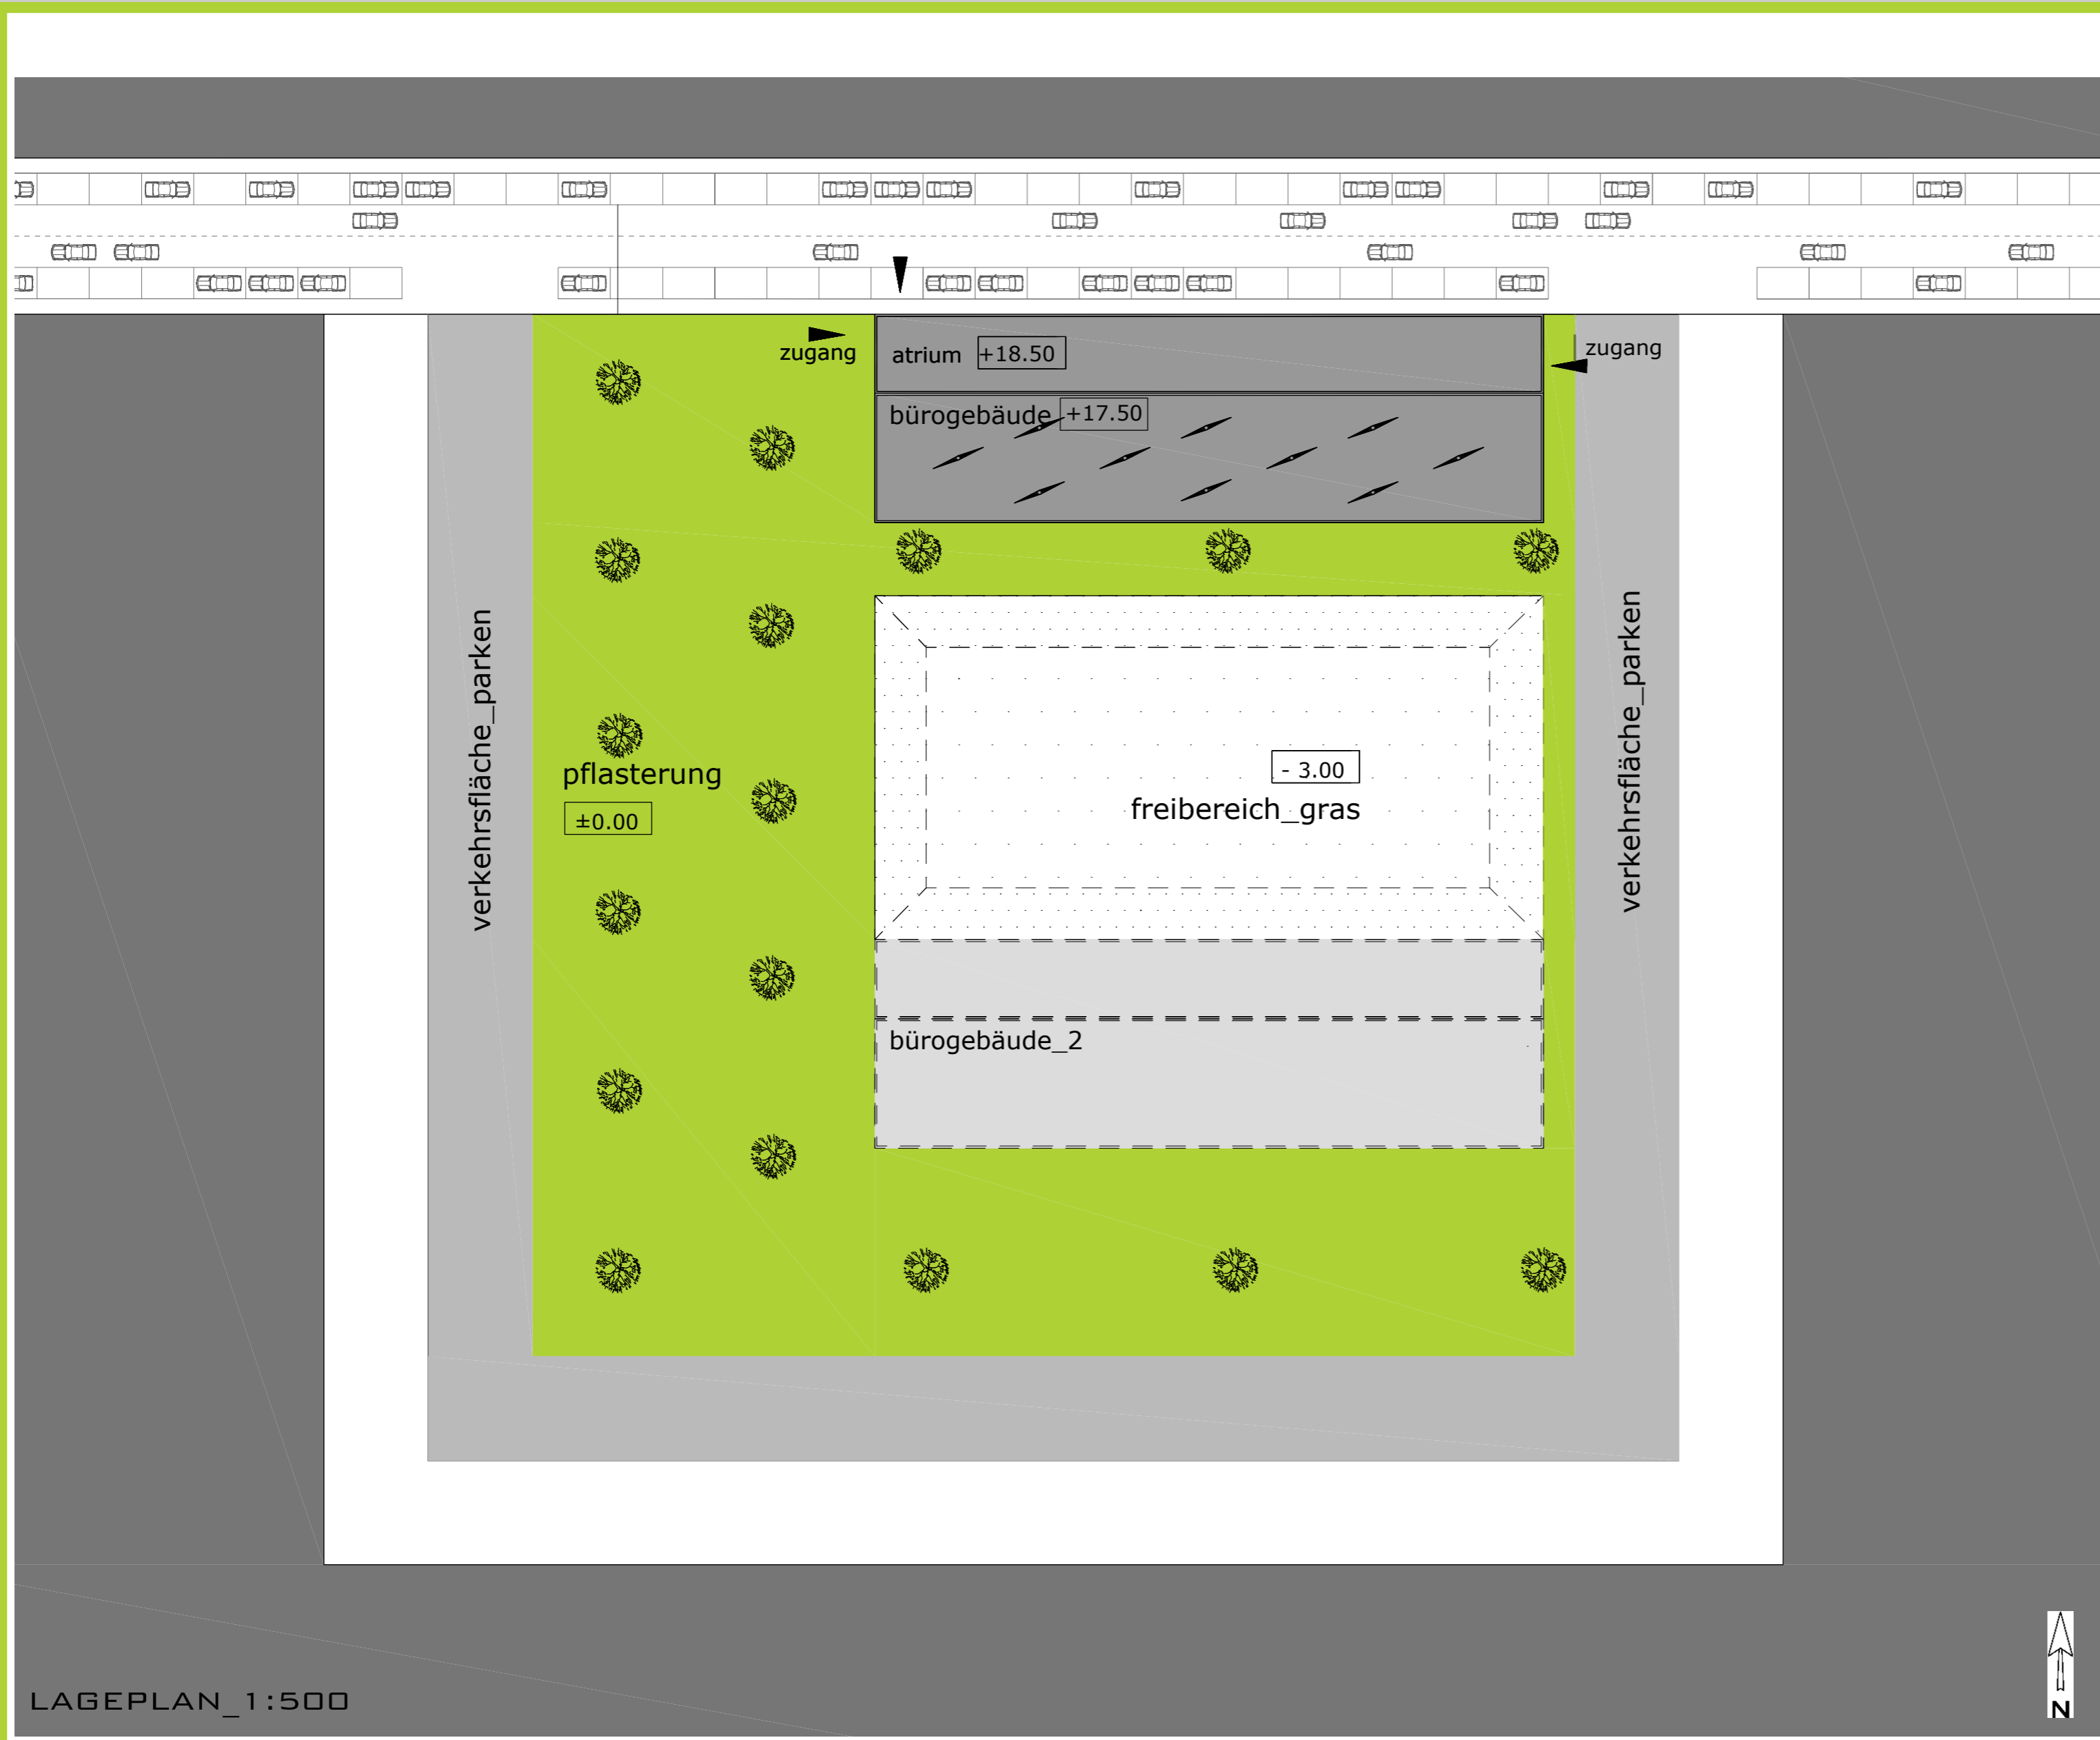 zugang
atrium +18.50
zugang
bürogebäude +17.50
verkehrsfläche_parken
verkehrsfläche_parken
pflasterung
±0.00
- 3.00
freibereich_gras
bürogebäude_2
LAGEPLAN_1:500
N